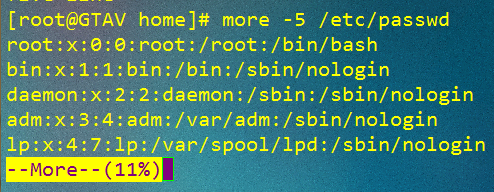 [root@GTAV home]# more -5 /etc/passwd
root:x:0:0:root:/root:/bin/bash
bin:x:1:1:bin:/bin:/sbin/nologin
daemon:x:2:2:daemon:/sbin:/sbin/nologin
adm:x:3:4:adm:/var/adm:/sbin/nologin
lp:x:4:7:lp:/var/spool/lpd:/sbin/nologin
--More--(11%)